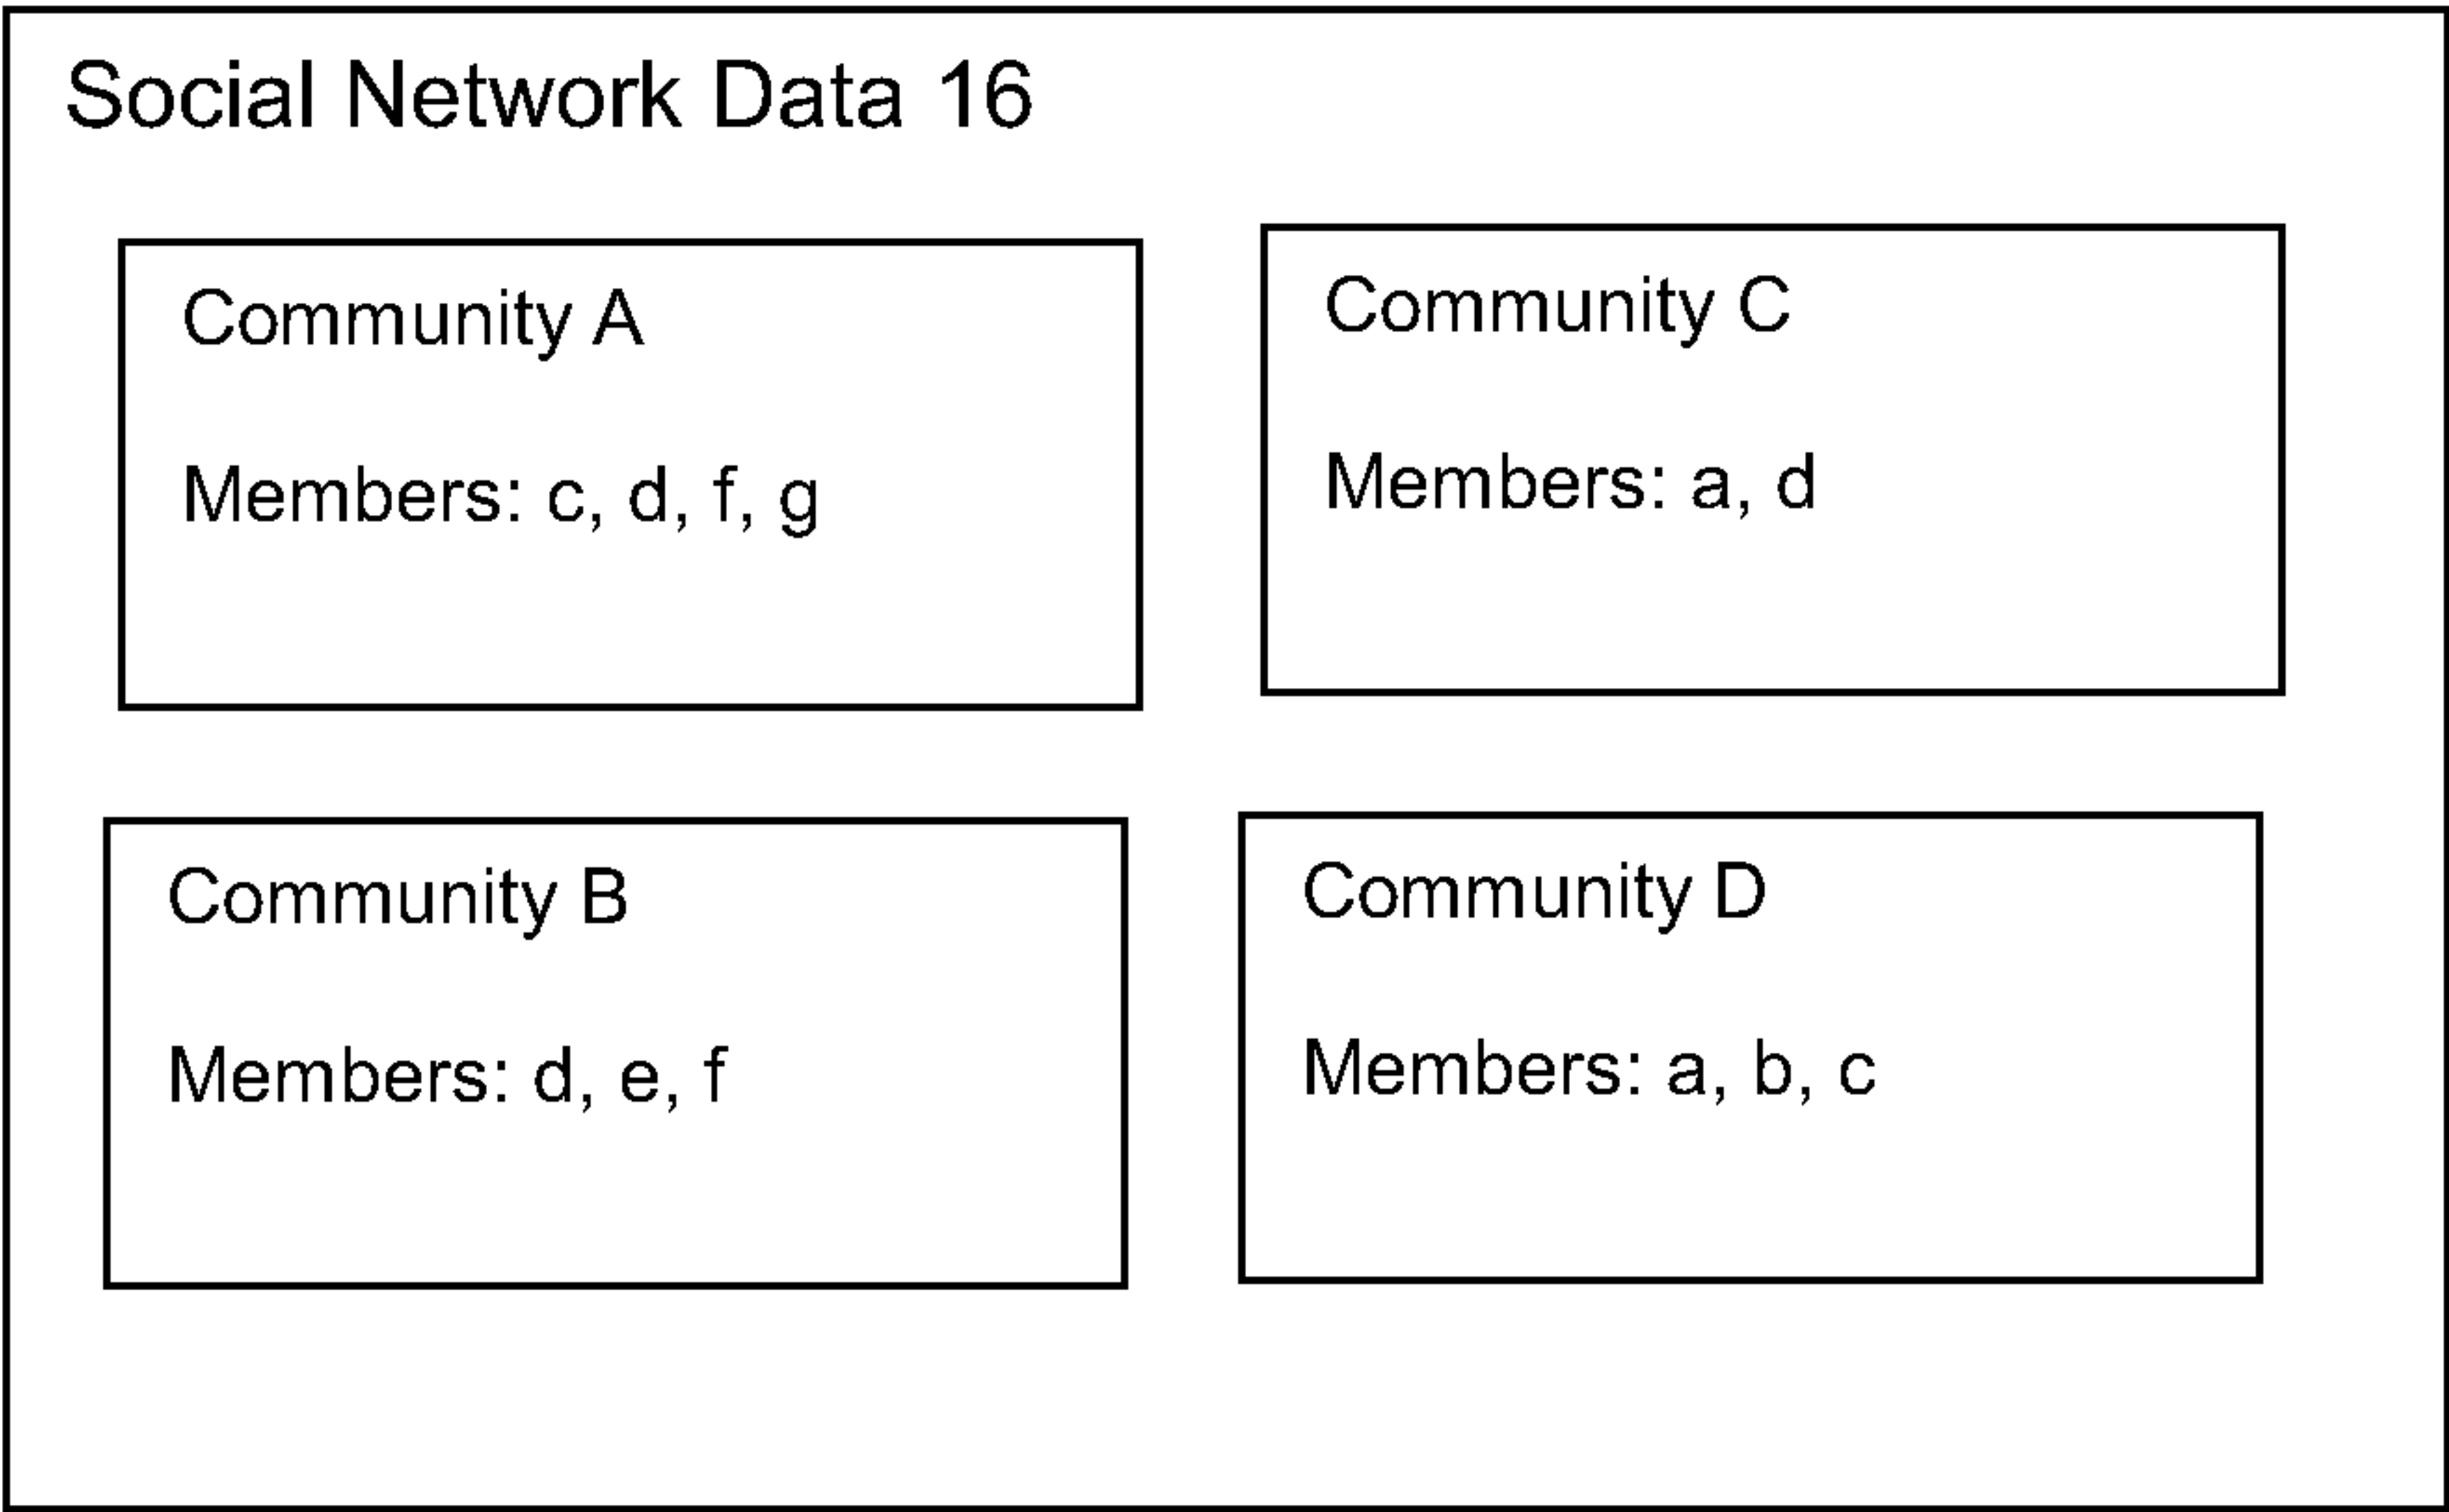 Social Network Data 16
Community A
Members: c, d, f, g
Community C
Members: a, d
Community B
Members: d, e, f
Community D
Members: a, b, c